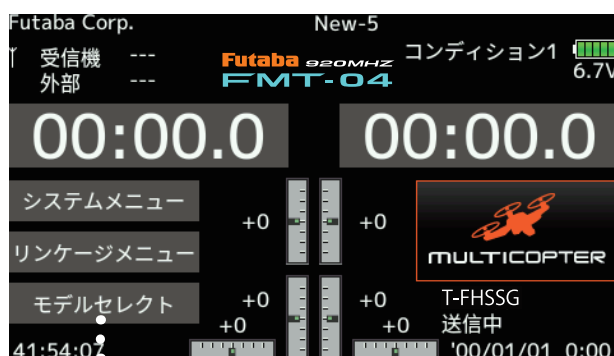 Futaba Corp. New-5
受信機 --- Futaba 920MHz コンディション1
外部 --- FMT-04 6.7V
00:00.0 00:00.0
システムメニュー
+0 +0
リンケージメニュー MULTICOPTER
モデルセレクト +0 +0 T-FHSSG
+0 +0 送信中
41:54:07 '00/01/01 0:00